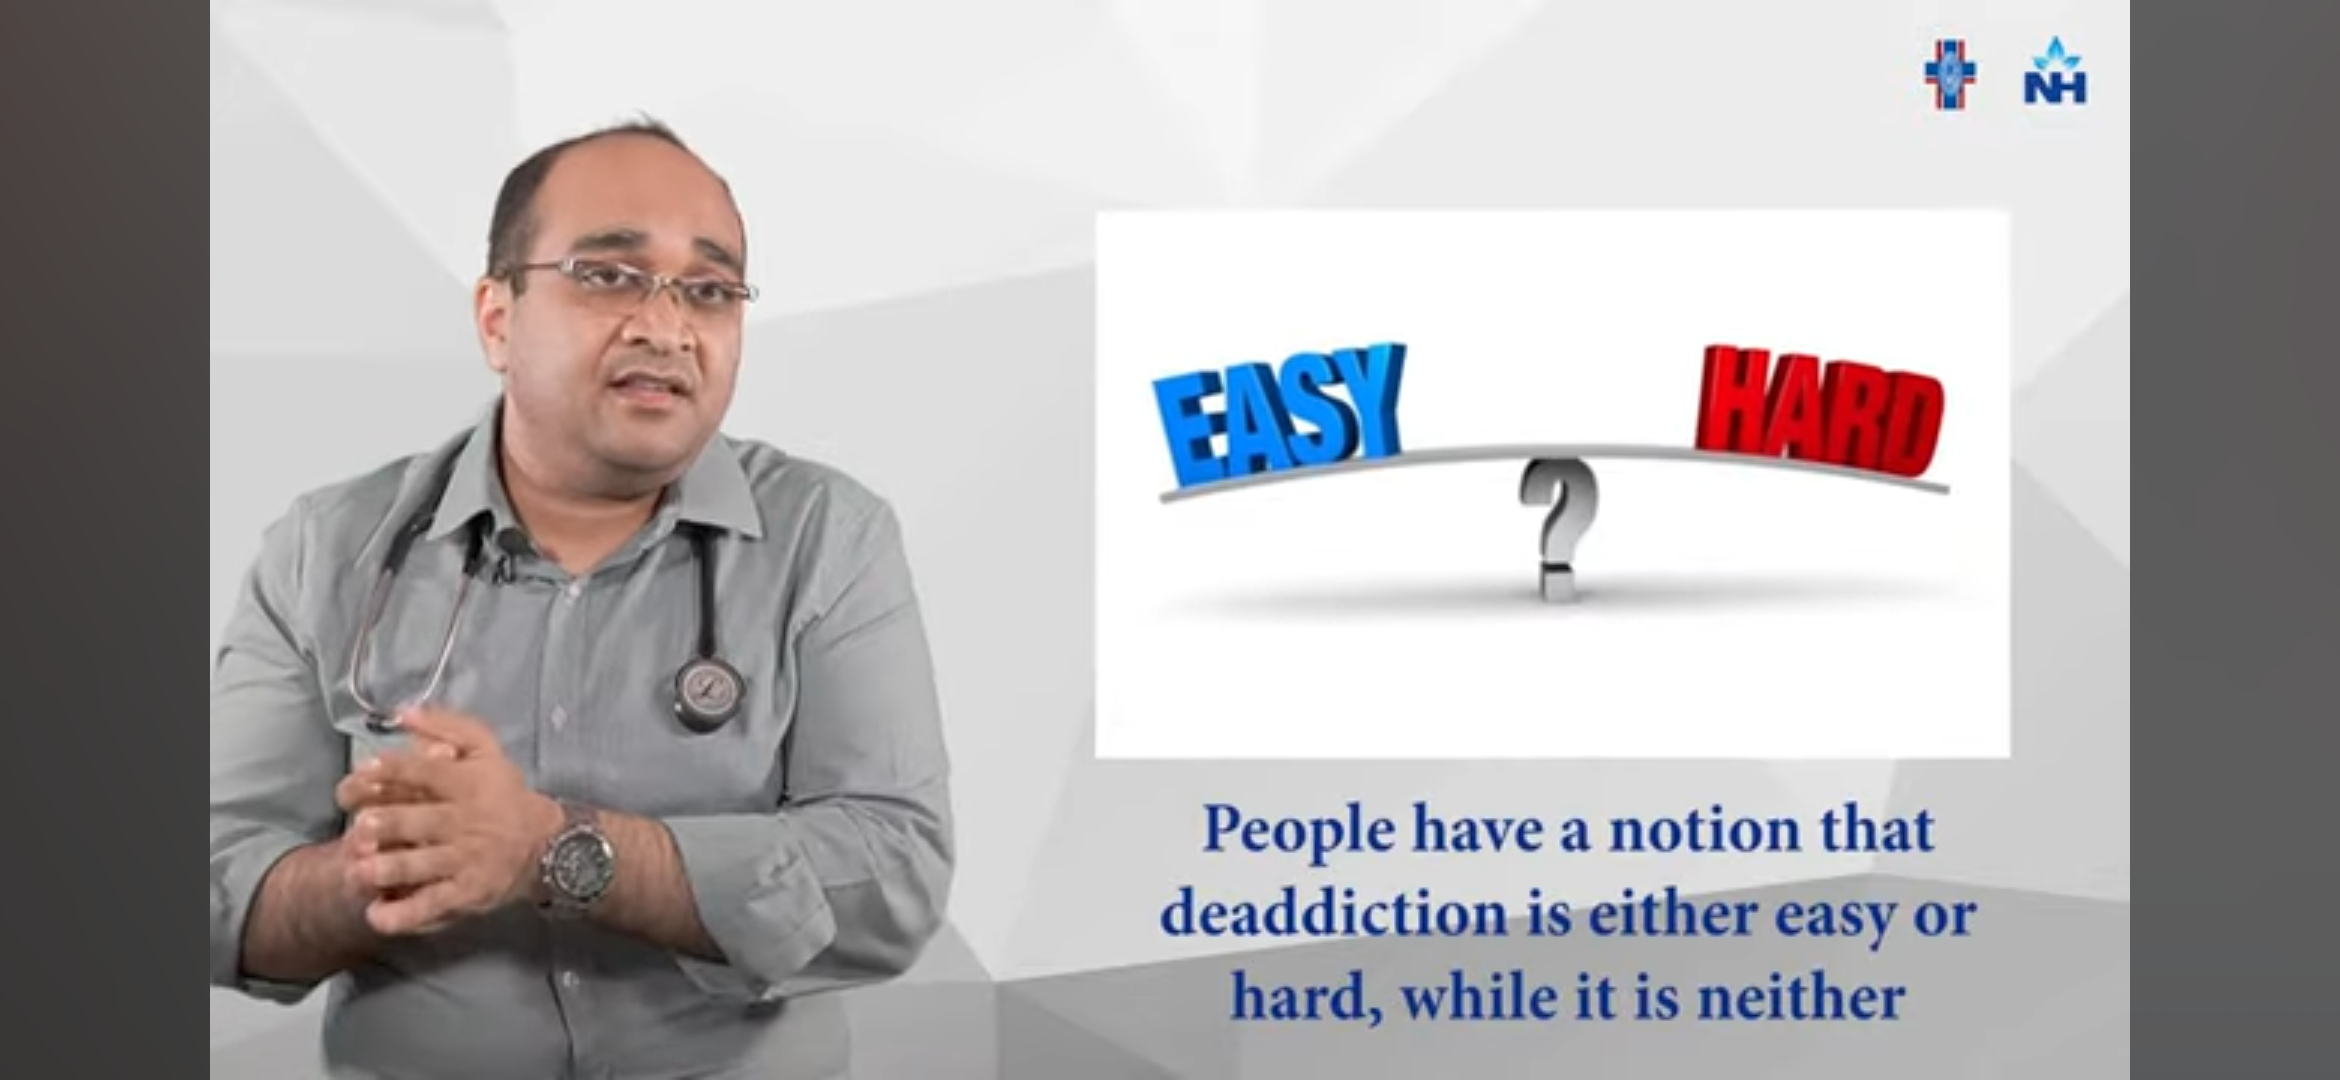 NH
EASY
HARD
?
People have a notion that
deaddiction is either easy or
hard, while it is neither